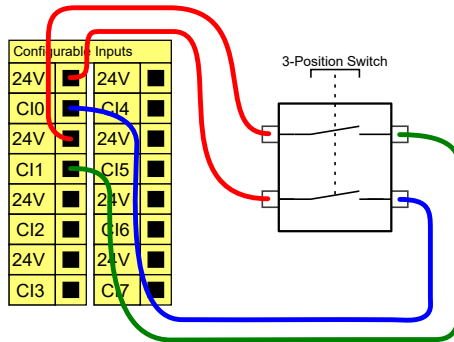 Configurable Inputs
3-Position Switch
24V 24V
CI0 CI4
24V 24V
CI1 CI5
24V 24V
CI2 CI6
24V 24V
CI3 CI7